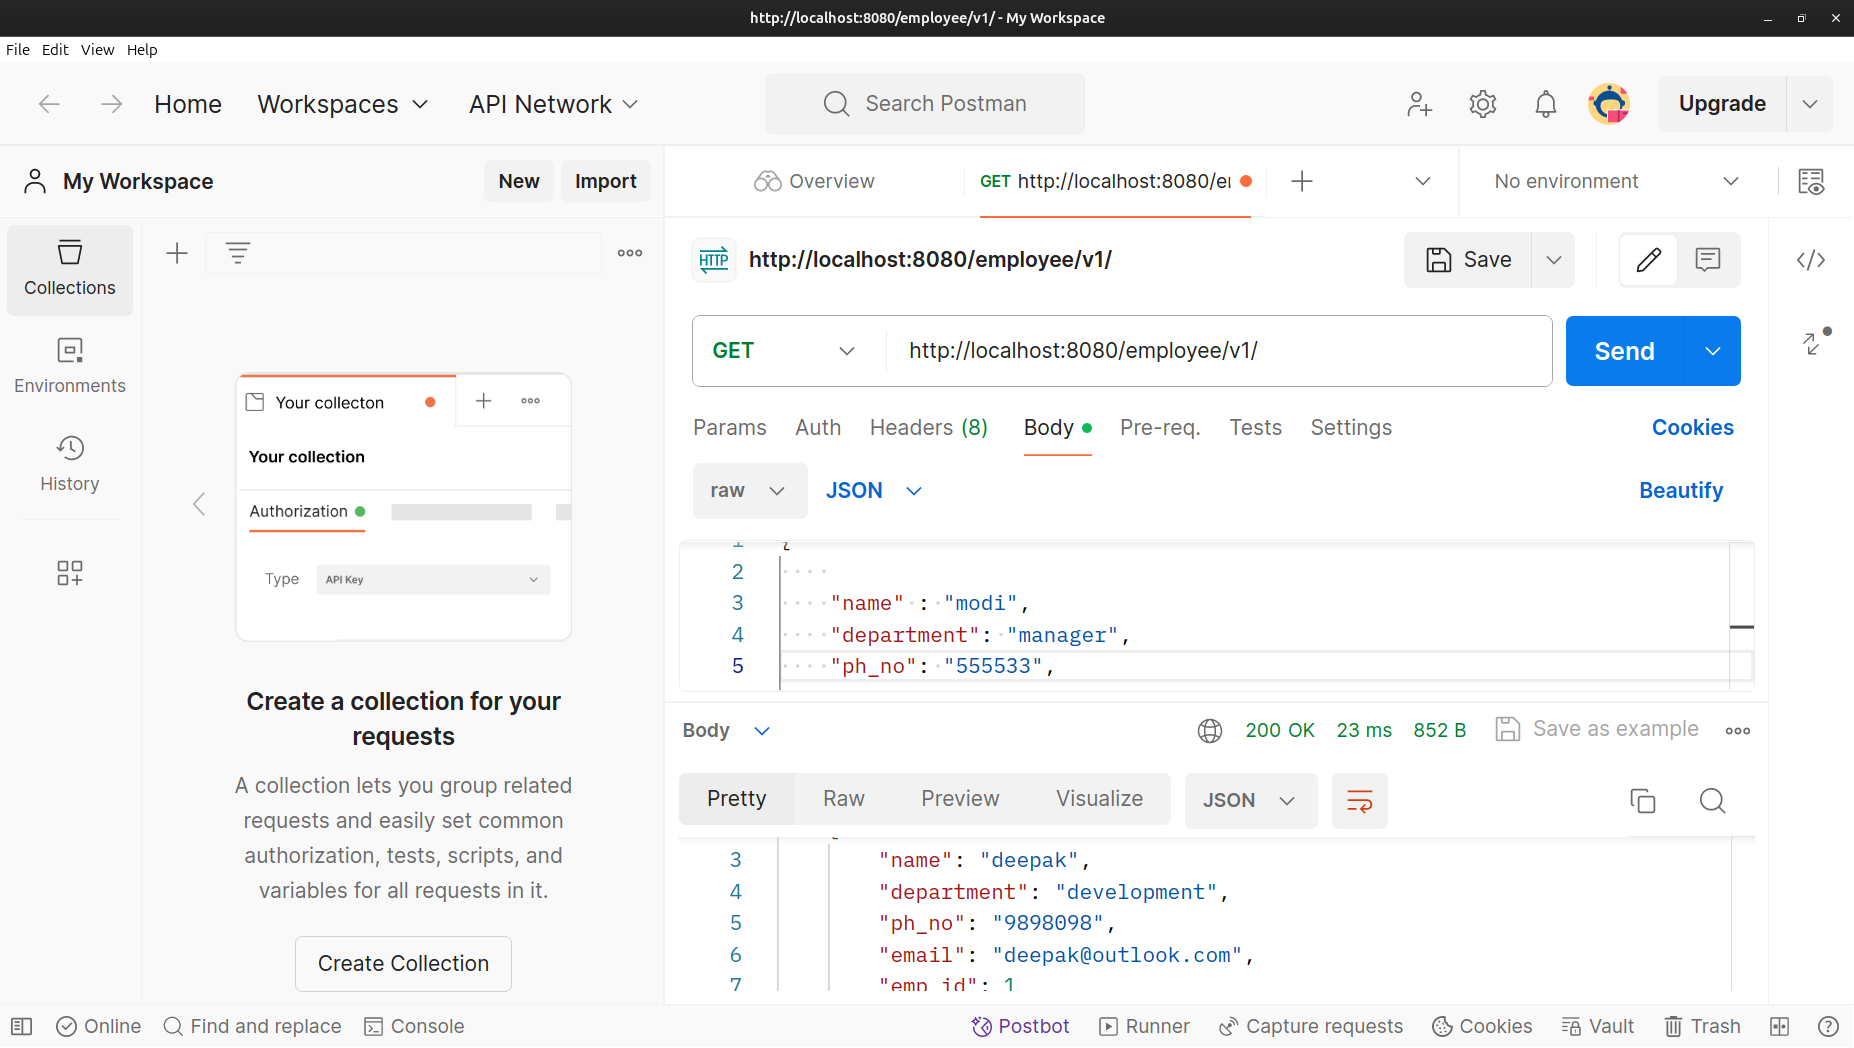 http://localhost:8080/employee/v1/ - My Workspace
File Edit View Help
Home Workspaces API Network Search Postman Upgrade
My Workspace New Import Overview GET http://localhost:8080/e No environment
Collections
http://localhost:8080/employee/v1/ Save
Environments
GET http://localhost:8080/employee/v1/ Send
History
Params Auth Headers (8) Body Pre-req. Tests Settings Cookies
raw JSON Beautify
Your collecton
Your collection
Authorization
Type API Key
1 {
2
3 "name" : "modi",
4 "department": "manager",
5 "ph_no": "555533",
Create a collection for your
requests
A collection lets you group related
requests and easily set common
authorization, tests, scripts, and
variables for all requests in it.
Create Collection
Body 200 OK 23 ms 852 B Save as example
Pretty Raw Preview Visualize JSON
3 "name": "deepak",
4 "department": "development",
5 "ph_no": "9898098",
6 "email": "deepak@outlook.com",
7 "emp_id": 1
Online Find and replace Console Postbot Runner Capture requests Cookies Vault Trash